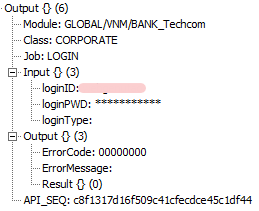 Output {} (6)
Module: GLOBAL/VNM/BANK_Techcom
Class: CORPORATE
Job: LOGIN
Input {} (3)
loginID:
loginPWD: ***********
loginType:
Output {} (3)
ErrorCode: 00000000
ErrorMessage:
Result {} (0)
API_SEQ: c8f1317d16f509c41cfecdce45c1df44